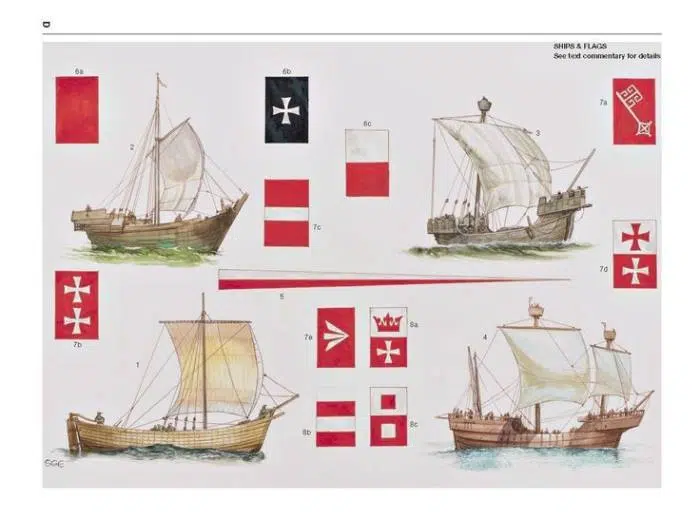 D
SHIPS & FLAGS
See text commentary for details
6a
6b
6c
7a
2
3
7c
7d
5
7b
7e
8a
4
1
8b
8c
SGE